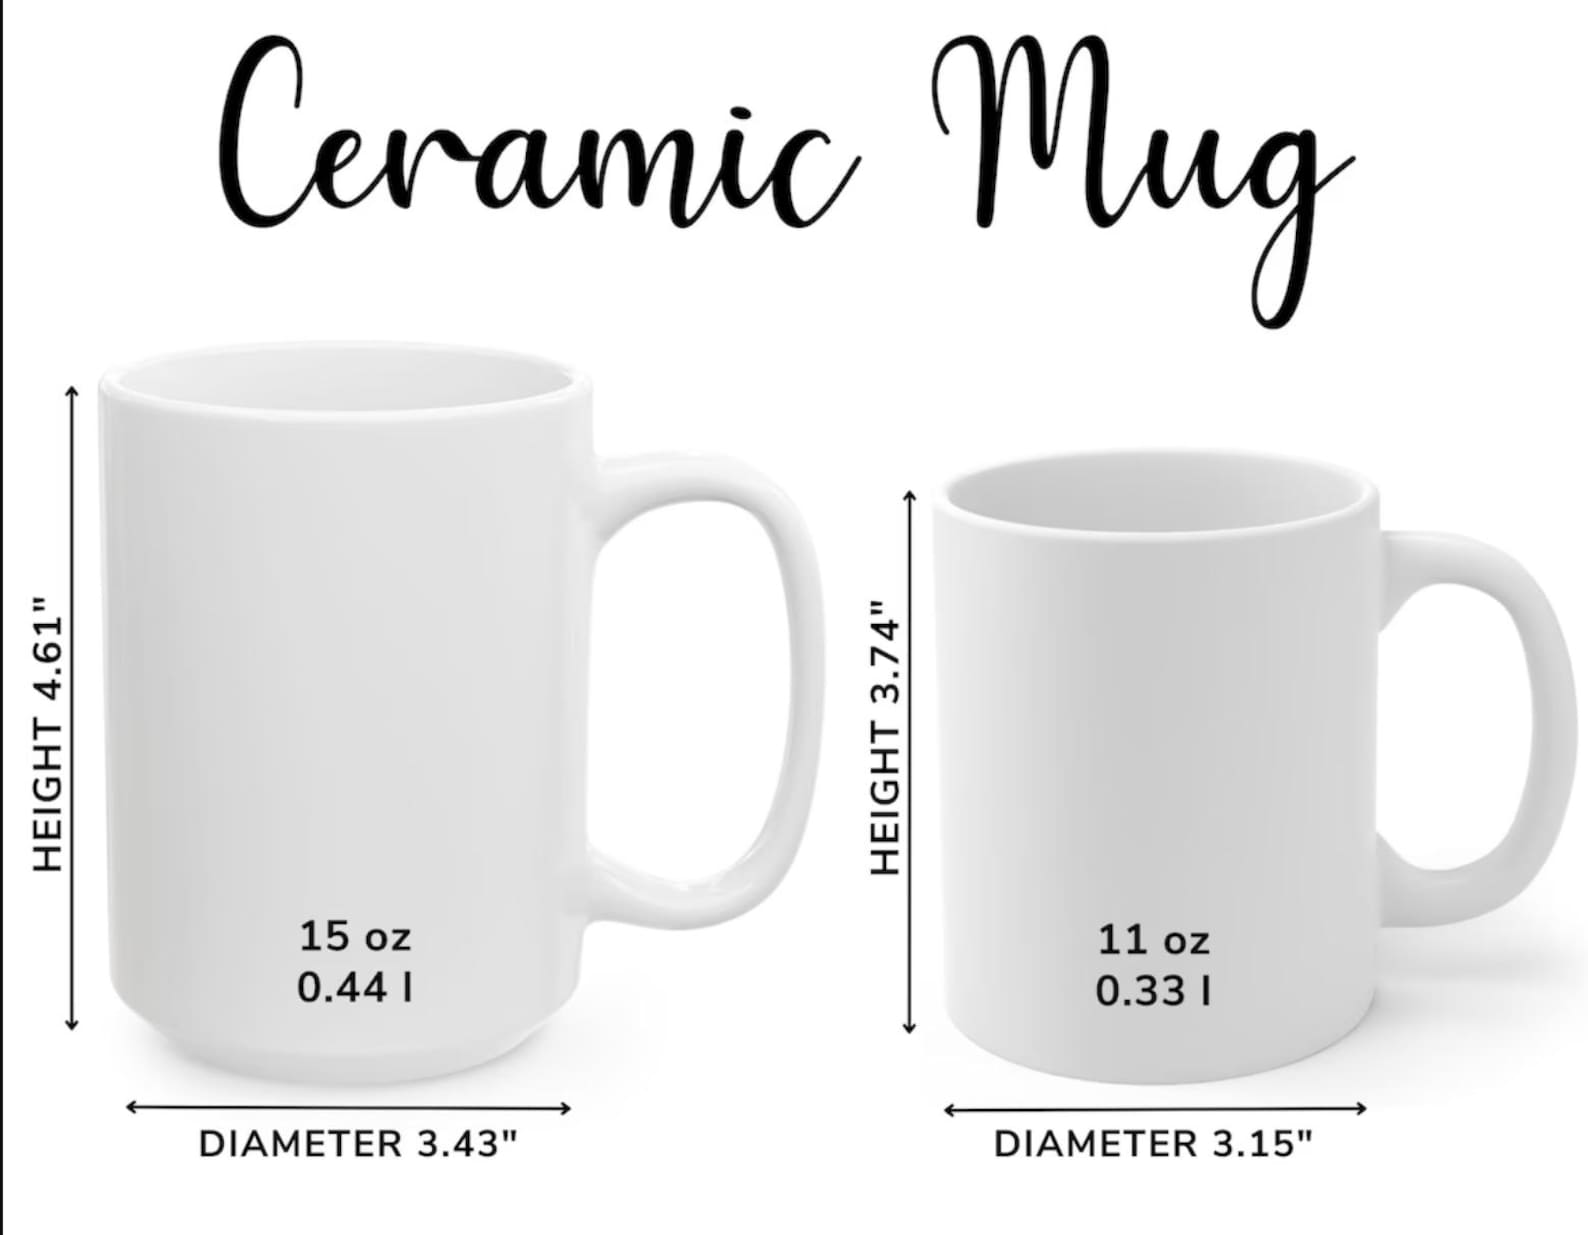 Ceramic Mug
HEIGHT 4.61"
15 oz
0.44 l
DIAMETER 3.43"
HEIGHT 3.74"
11 oz
0.33 l
DIAMETER 3.15"